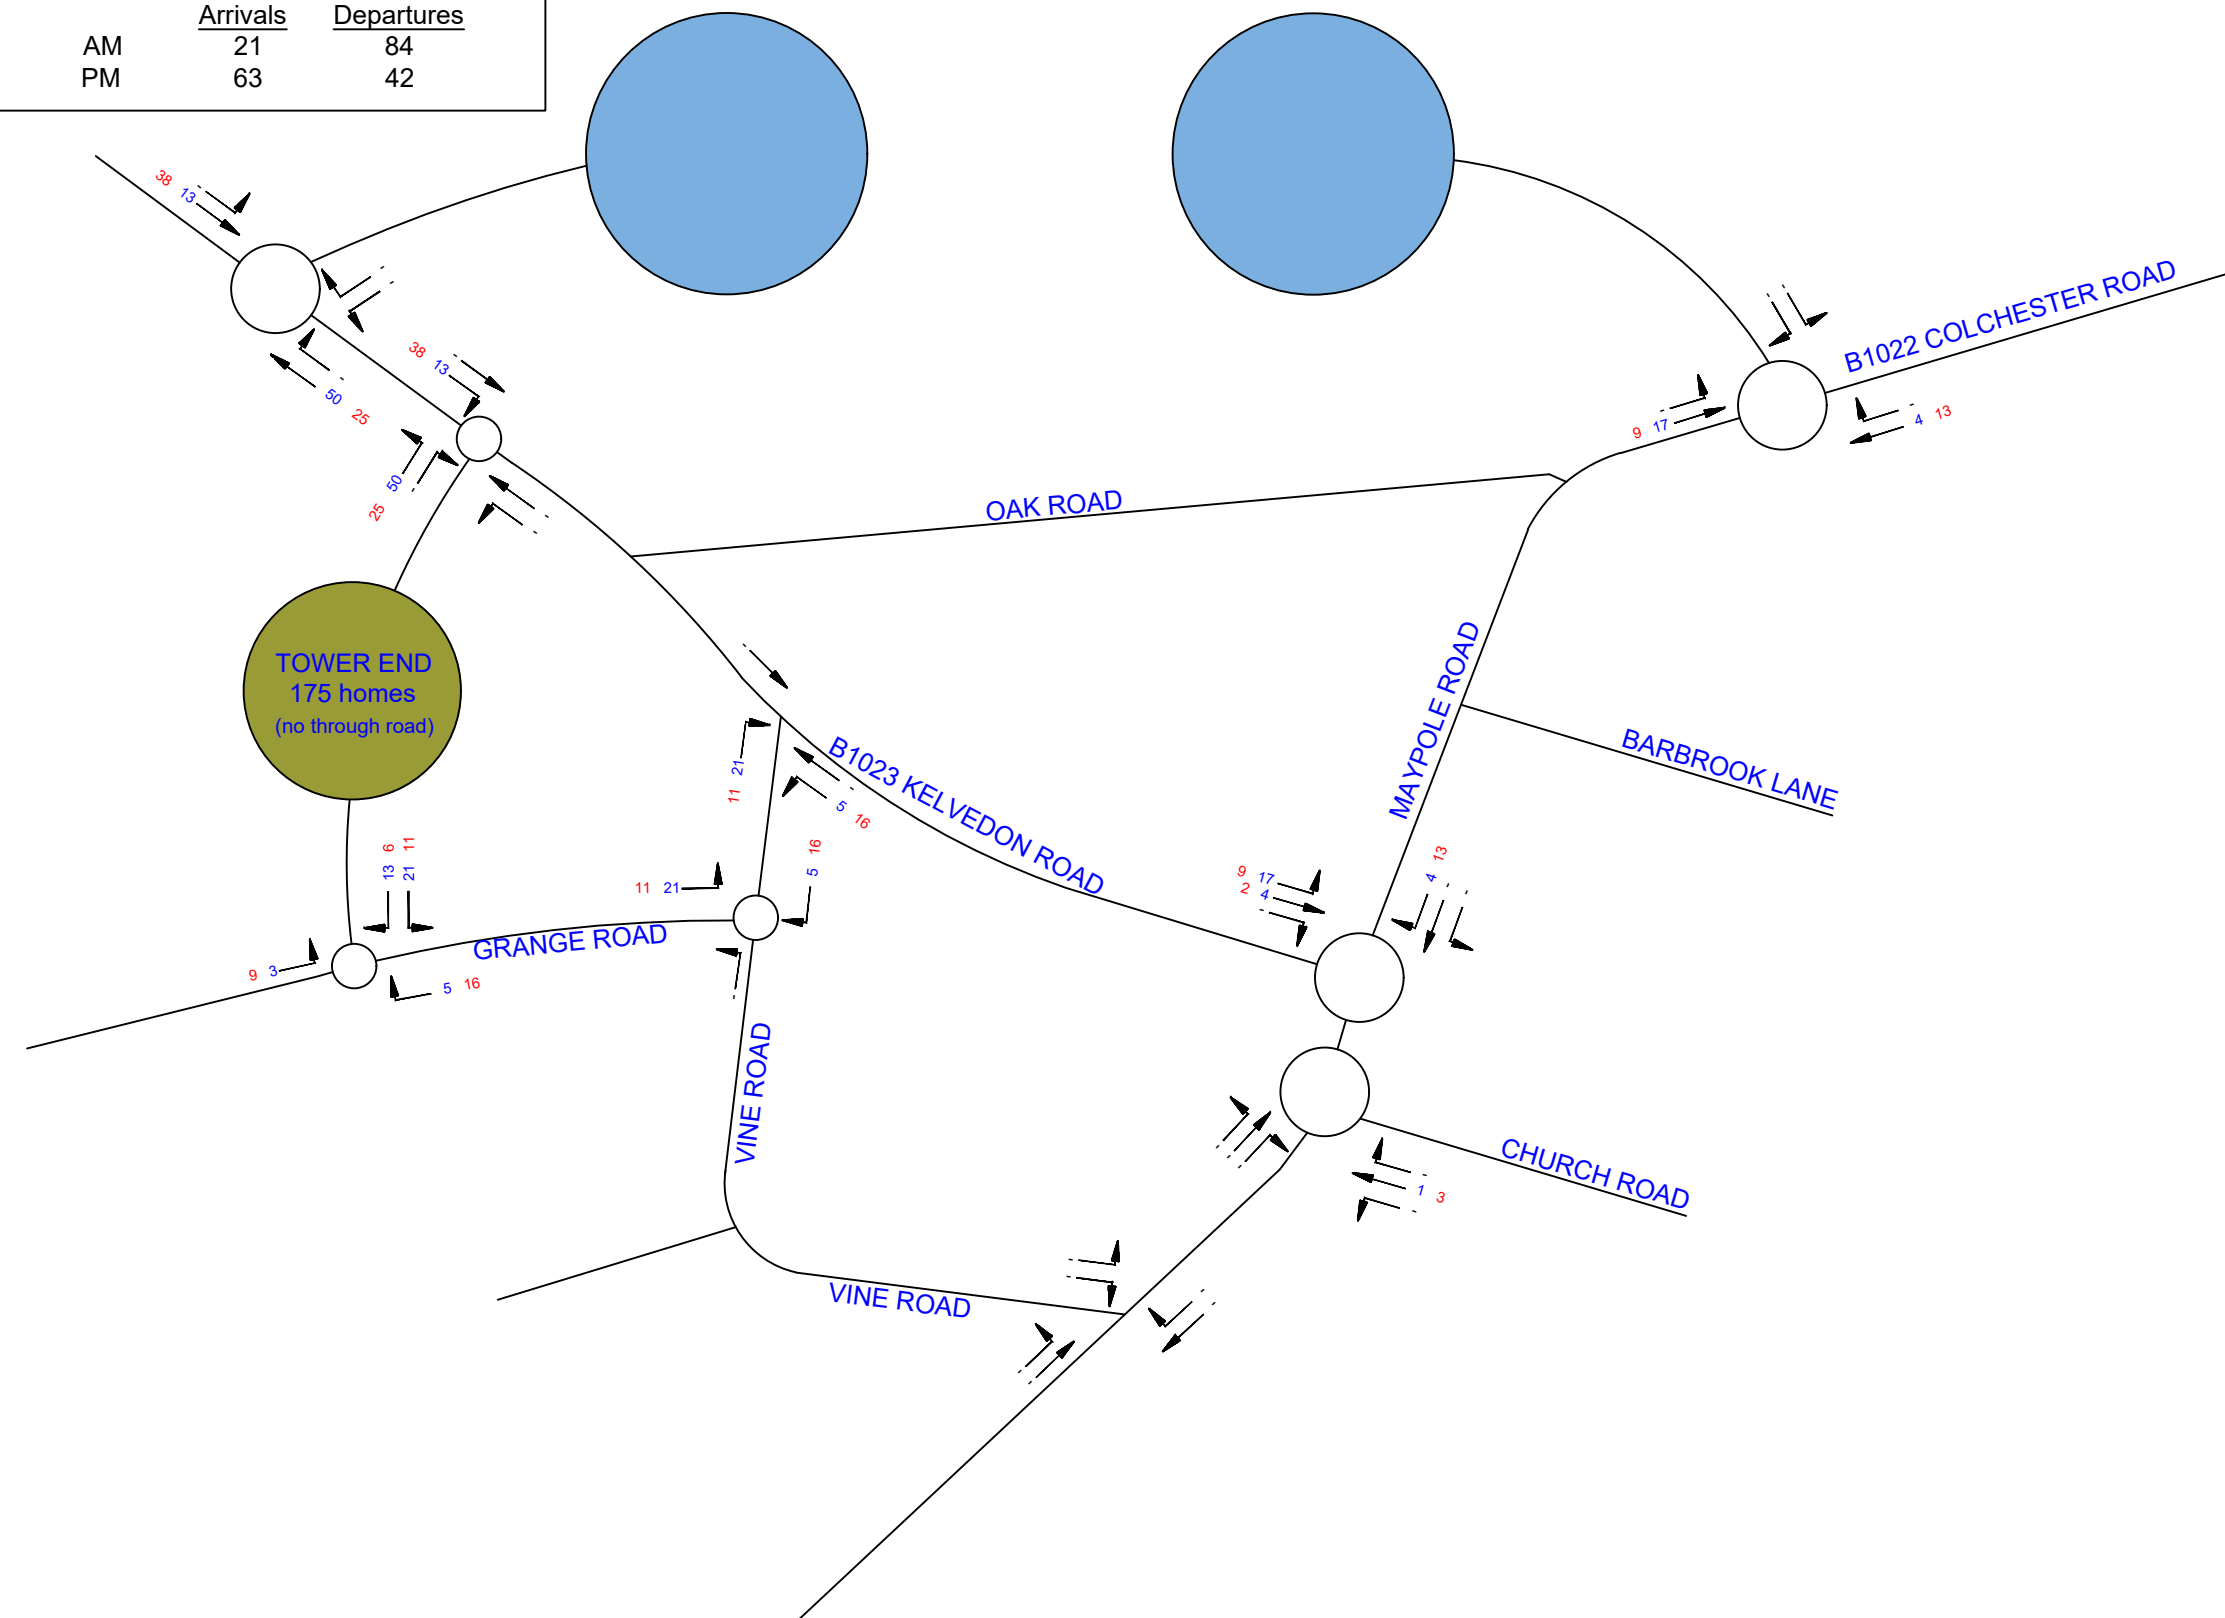 Arrivals Departures
AM 21 84
PM 63 42
38 13
38 13
50 25
25 50
B1022 COLCHESTER ROAD
9 17
4 13
OAK ROAD
TOWER END
175 homes
(no through road)
MAYPOLE ROAD
BARBROOK LANE
11 21
B1023 KELVEDON ROAD
5 16
5 16
13 6
21 11
11 21
GRANGE ROAD
9 3
5 16
9 17
2 4
4 13
VINE ROAD
CHURCH ROAD
1 3
VINE ROAD